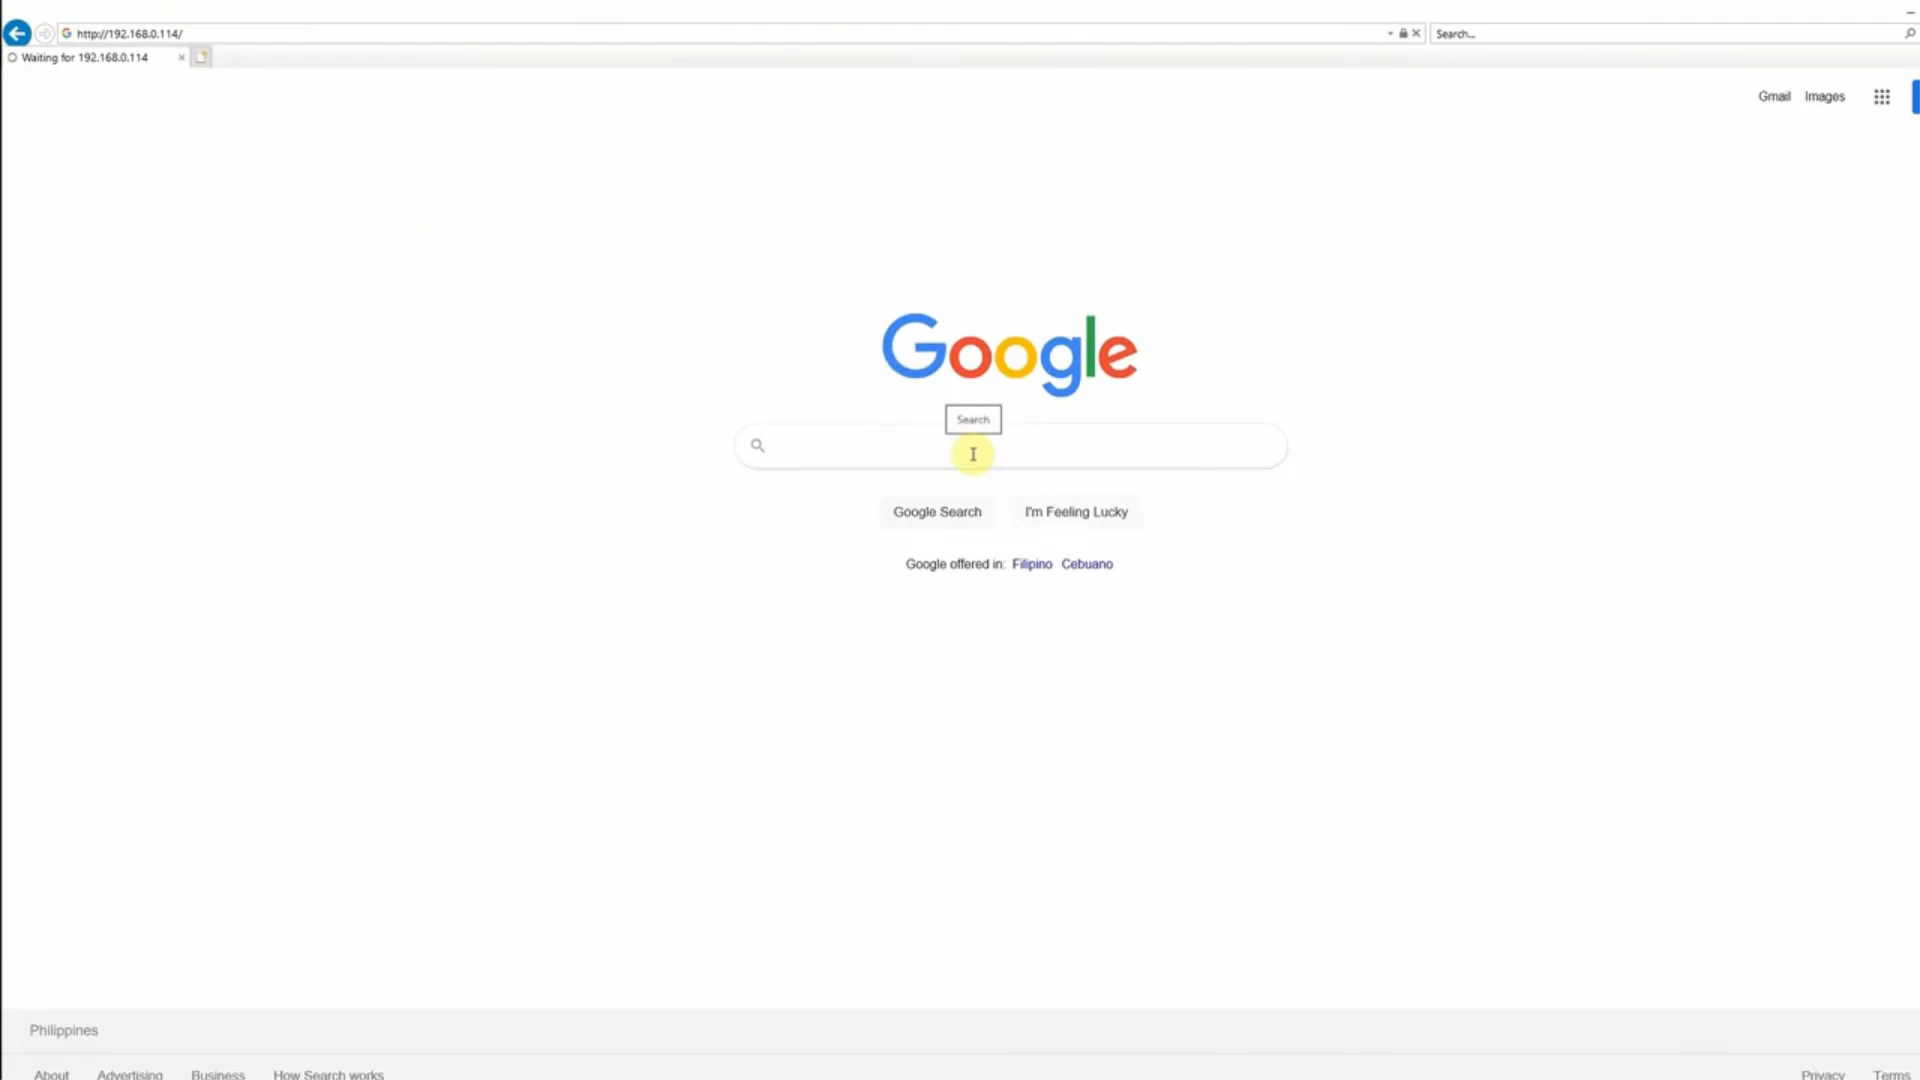 http://192.168.0.114/
Search...
Waiting for 192.168.0.114
Gmail Images
Google
Search
Google Search I'm Feeling Lucky
Google offered in: Filipino Cebuano
Philippines
About Advertising Business How Search works Privacy Terms